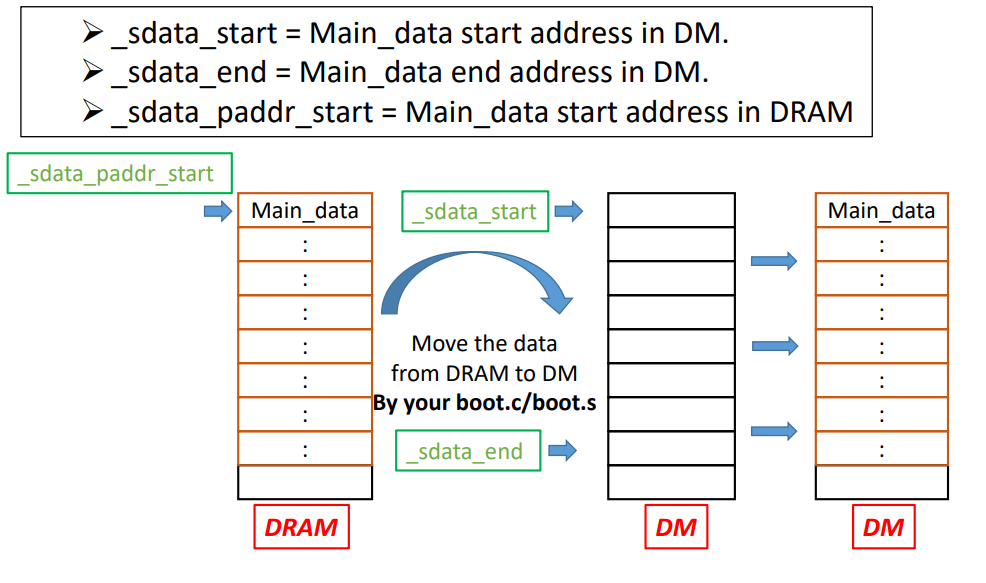 ➢ _sdata_start = Main_data start address in DM.
➢ _sdata_end = Main_data end address in DM.
➢ _sdata_paddr_start = Main_data start address in DRAM
_sdata_paddr_start
Main_data
:
:
:
:
:
:
:
DRAM
_sdata_start
Move the data
from DRAM to DM
By your boot.c/boot.s
_sdata_end
DM
Main_data
:
:
:
:
:
:
:
DM